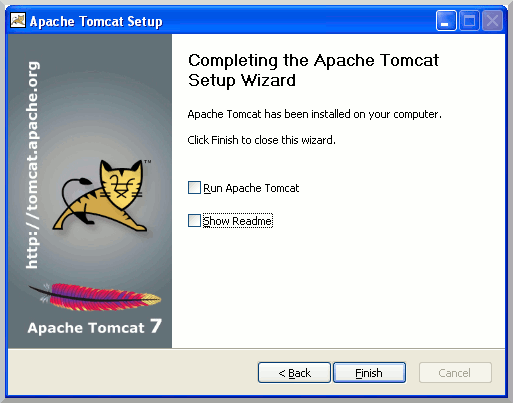 Apache Tomcat Setup
http://tomcat.apache.org
TM
Apache Tomcat 7
Completing the Apache Tomcat
Setup Wizard
Apache Tomcat has been installed on your computer.
Click Finish to close this wizard.
Run Apache Tomcat
Show Readme
< Back
Finish
Cancel